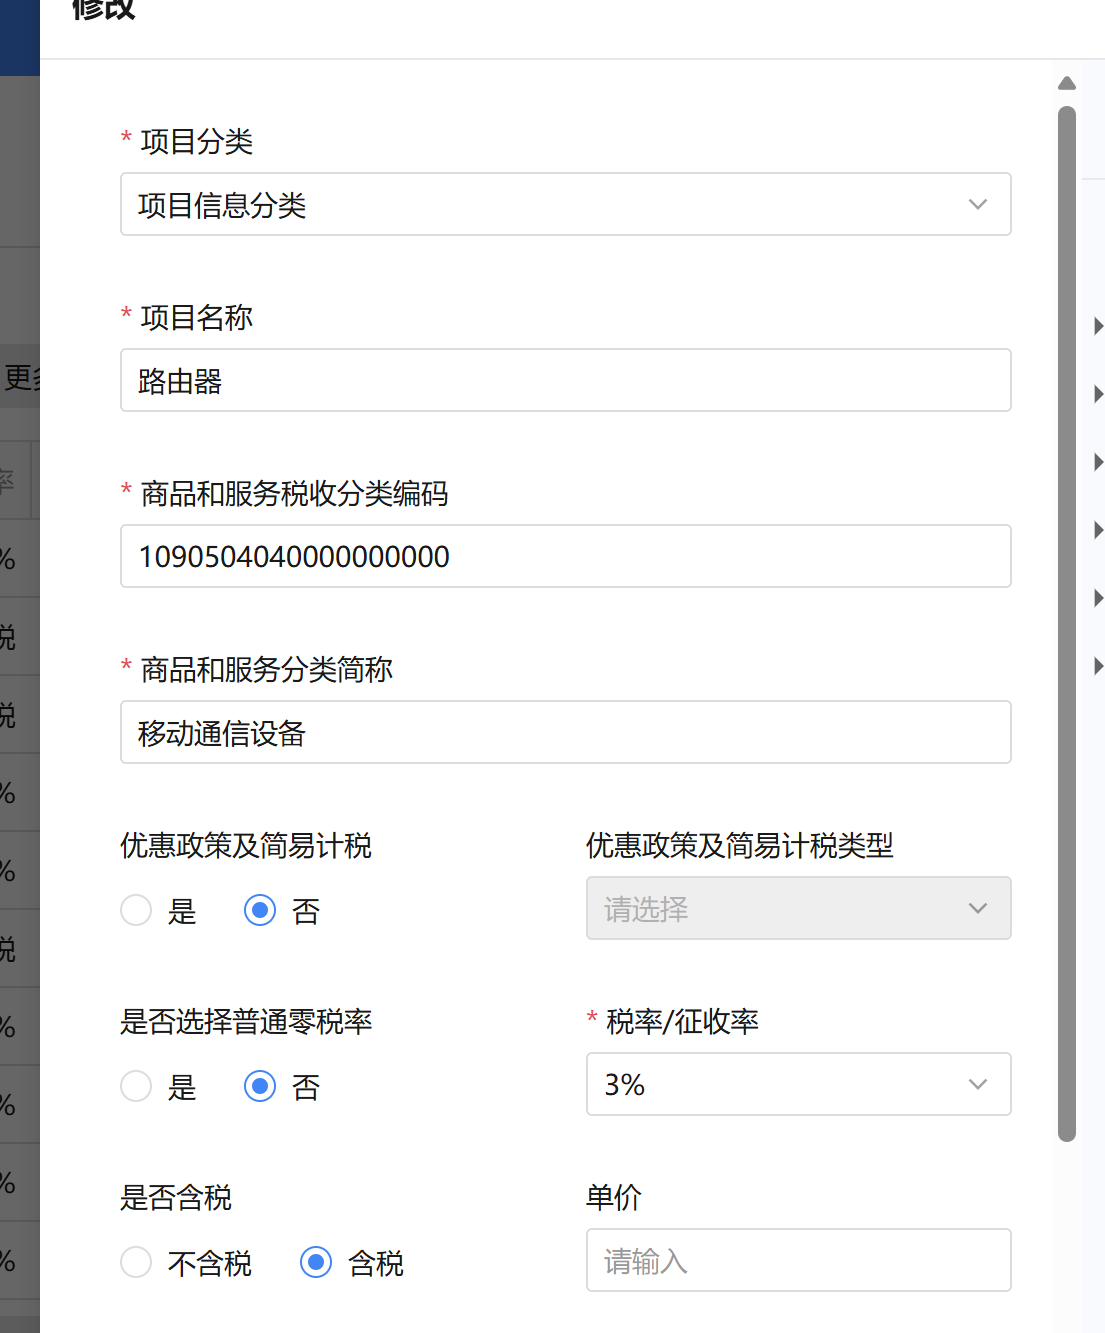 修改
* 项目分类
项目信息分类
* 项目名称
路由器
* 商品和服务税收分类编码
1090504040000000000
* 商品和服务分类简称
移动通信设备
优惠政策及简易计税
优惠政策及简易计税类型
是 否
请选择
是否选择普通零税率
* 税率/征收率
是 否
3%
是否含税
单价
不含税 含税
请输入
更
率
%
税
税
%
%
税
%
%
%
%